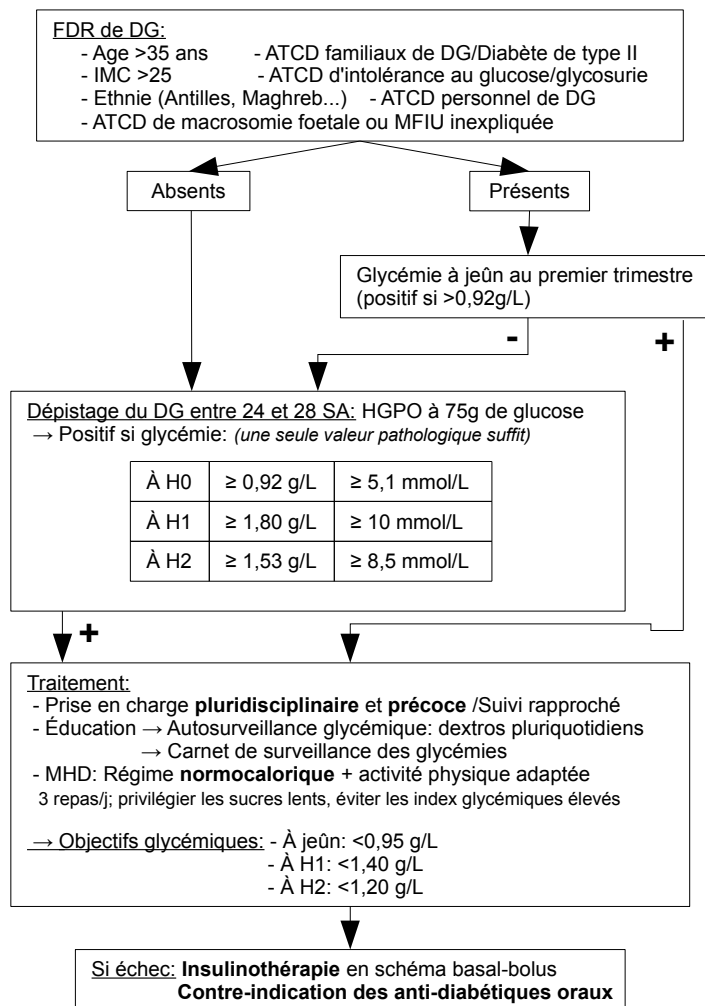 FDR de DG:
- Age >35 ans - ATCD familiaux de DG/Diabète de type II
- IMC >25 - ATCD d'intolérance au glucose/glycosurie
- Ethnie (Antilles, Maghreb...) - ATCD personnel de DG
- ATCD de macrosomie foetale ou MFIU inexpliquée
Absents
Présents
Glycémie à jeûn au premier trimestre
(positif si >0,92g/L)
-
+
Dépistage du DG entre 24 et 28 SA: HGPO à 75g de glucose
→ Positif si glycémie: (une seule valeur pathologique suffit)
À H0 ≥ 0,92 g/L ≥ 5,1 mmol/L
À H1 ≥ 1,80 g/L ≥ 10 mmol/L
À H2 ≥ 1,53 g/L ≥ 8,5 mmol/L
+
Traitement:
- Prise en charge pluridisciplinaire et précoce /Suivi rapproché
- Éducation → Autosurveillance glycémique: dextros pluriquotidiens
→ Carnet de surveillance des glycémies
- MHD: Régime normocalorique + activité physique adaptée
3 repas/j; privilégier les sucres lents, éviter les index glycémiques élevés
→ Objectifs glycémiques: - À jeûn: <0,95 g/L
- À H1: <1,40 g/L
- À H2: <1,20 g/L
Si échec: Insulinothérapie en schéma basal-bolus
Contre-indication des anti-diabétiques oraux